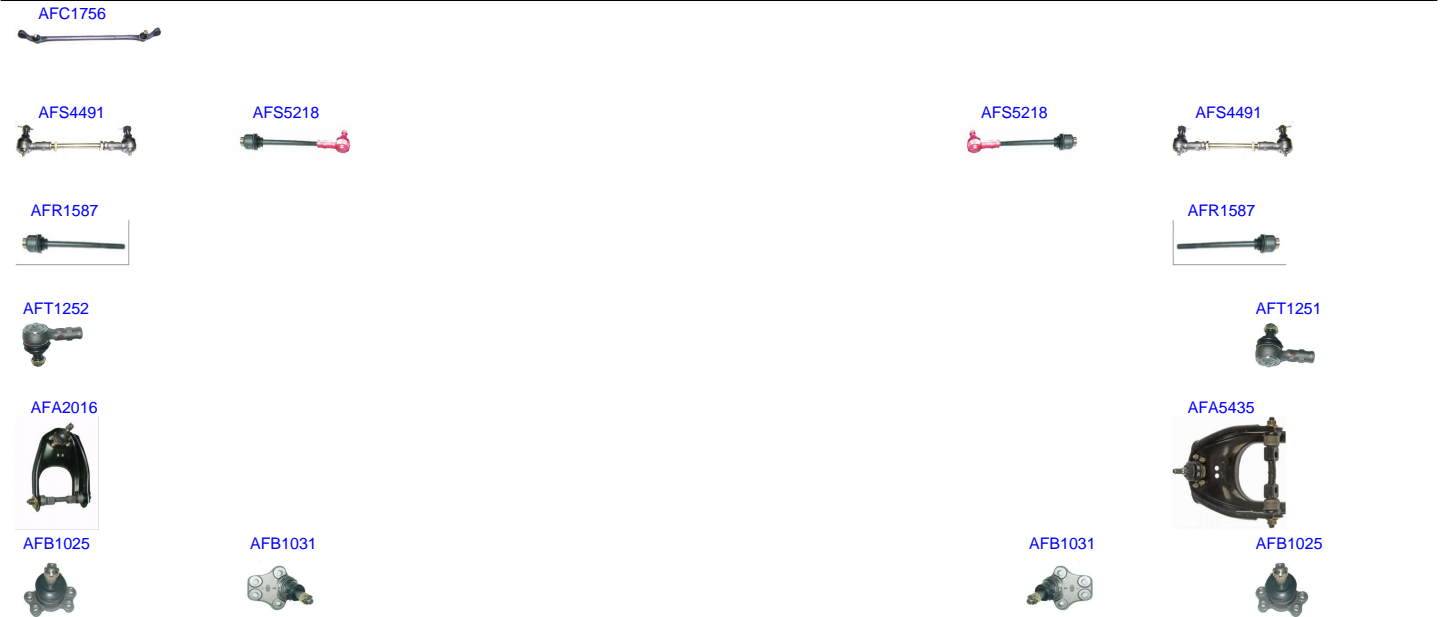 AFC1756
AFS4491 AFS5218 AFS5218 AFS4491
AFR1587 AFR1587
AFT1252 AFT1251
AFA2016 AFA5435
AFB1025 AFB1031 AFB1031 AFB1025